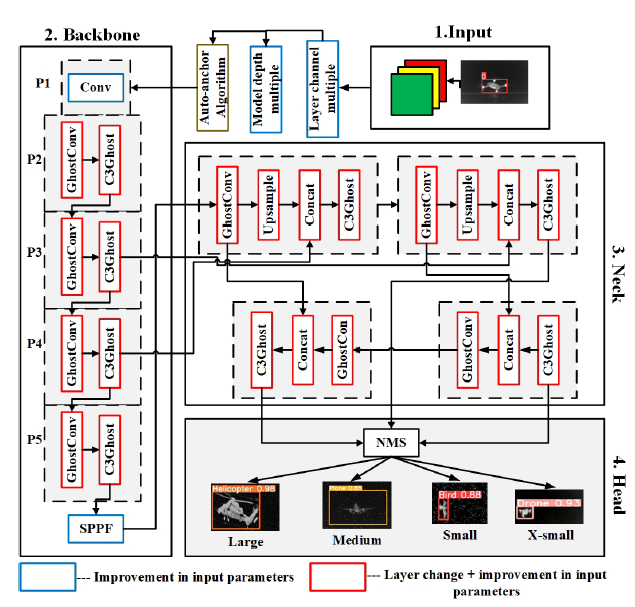 2. Backbone
1.Input
P1
Conv
Auto-anchor
Algorithm
Model depth
multiple
Layer channel
multiple
P2
GhostConv
C3Ghost
P3
GhostConv
C3Ghost
P4
GhostConv
C3Ghost
P5
GhostConv
C3Ghost
SPPF
3. Neck
GhostConv
Upsample
Concat
C3Ghost
GhostConv
Upsample
Concat
C3Ghost
C3Ghost
Concat
GhostCon
GhostConv
Concat
C3Ghost
4. Head
NMS
Helicopter 0.98
Bird 0.88
Drone 0.93
Large
Medium
Small
X-small
--- Improvement in input parameters
--- Layer change + improvement in input
parameters